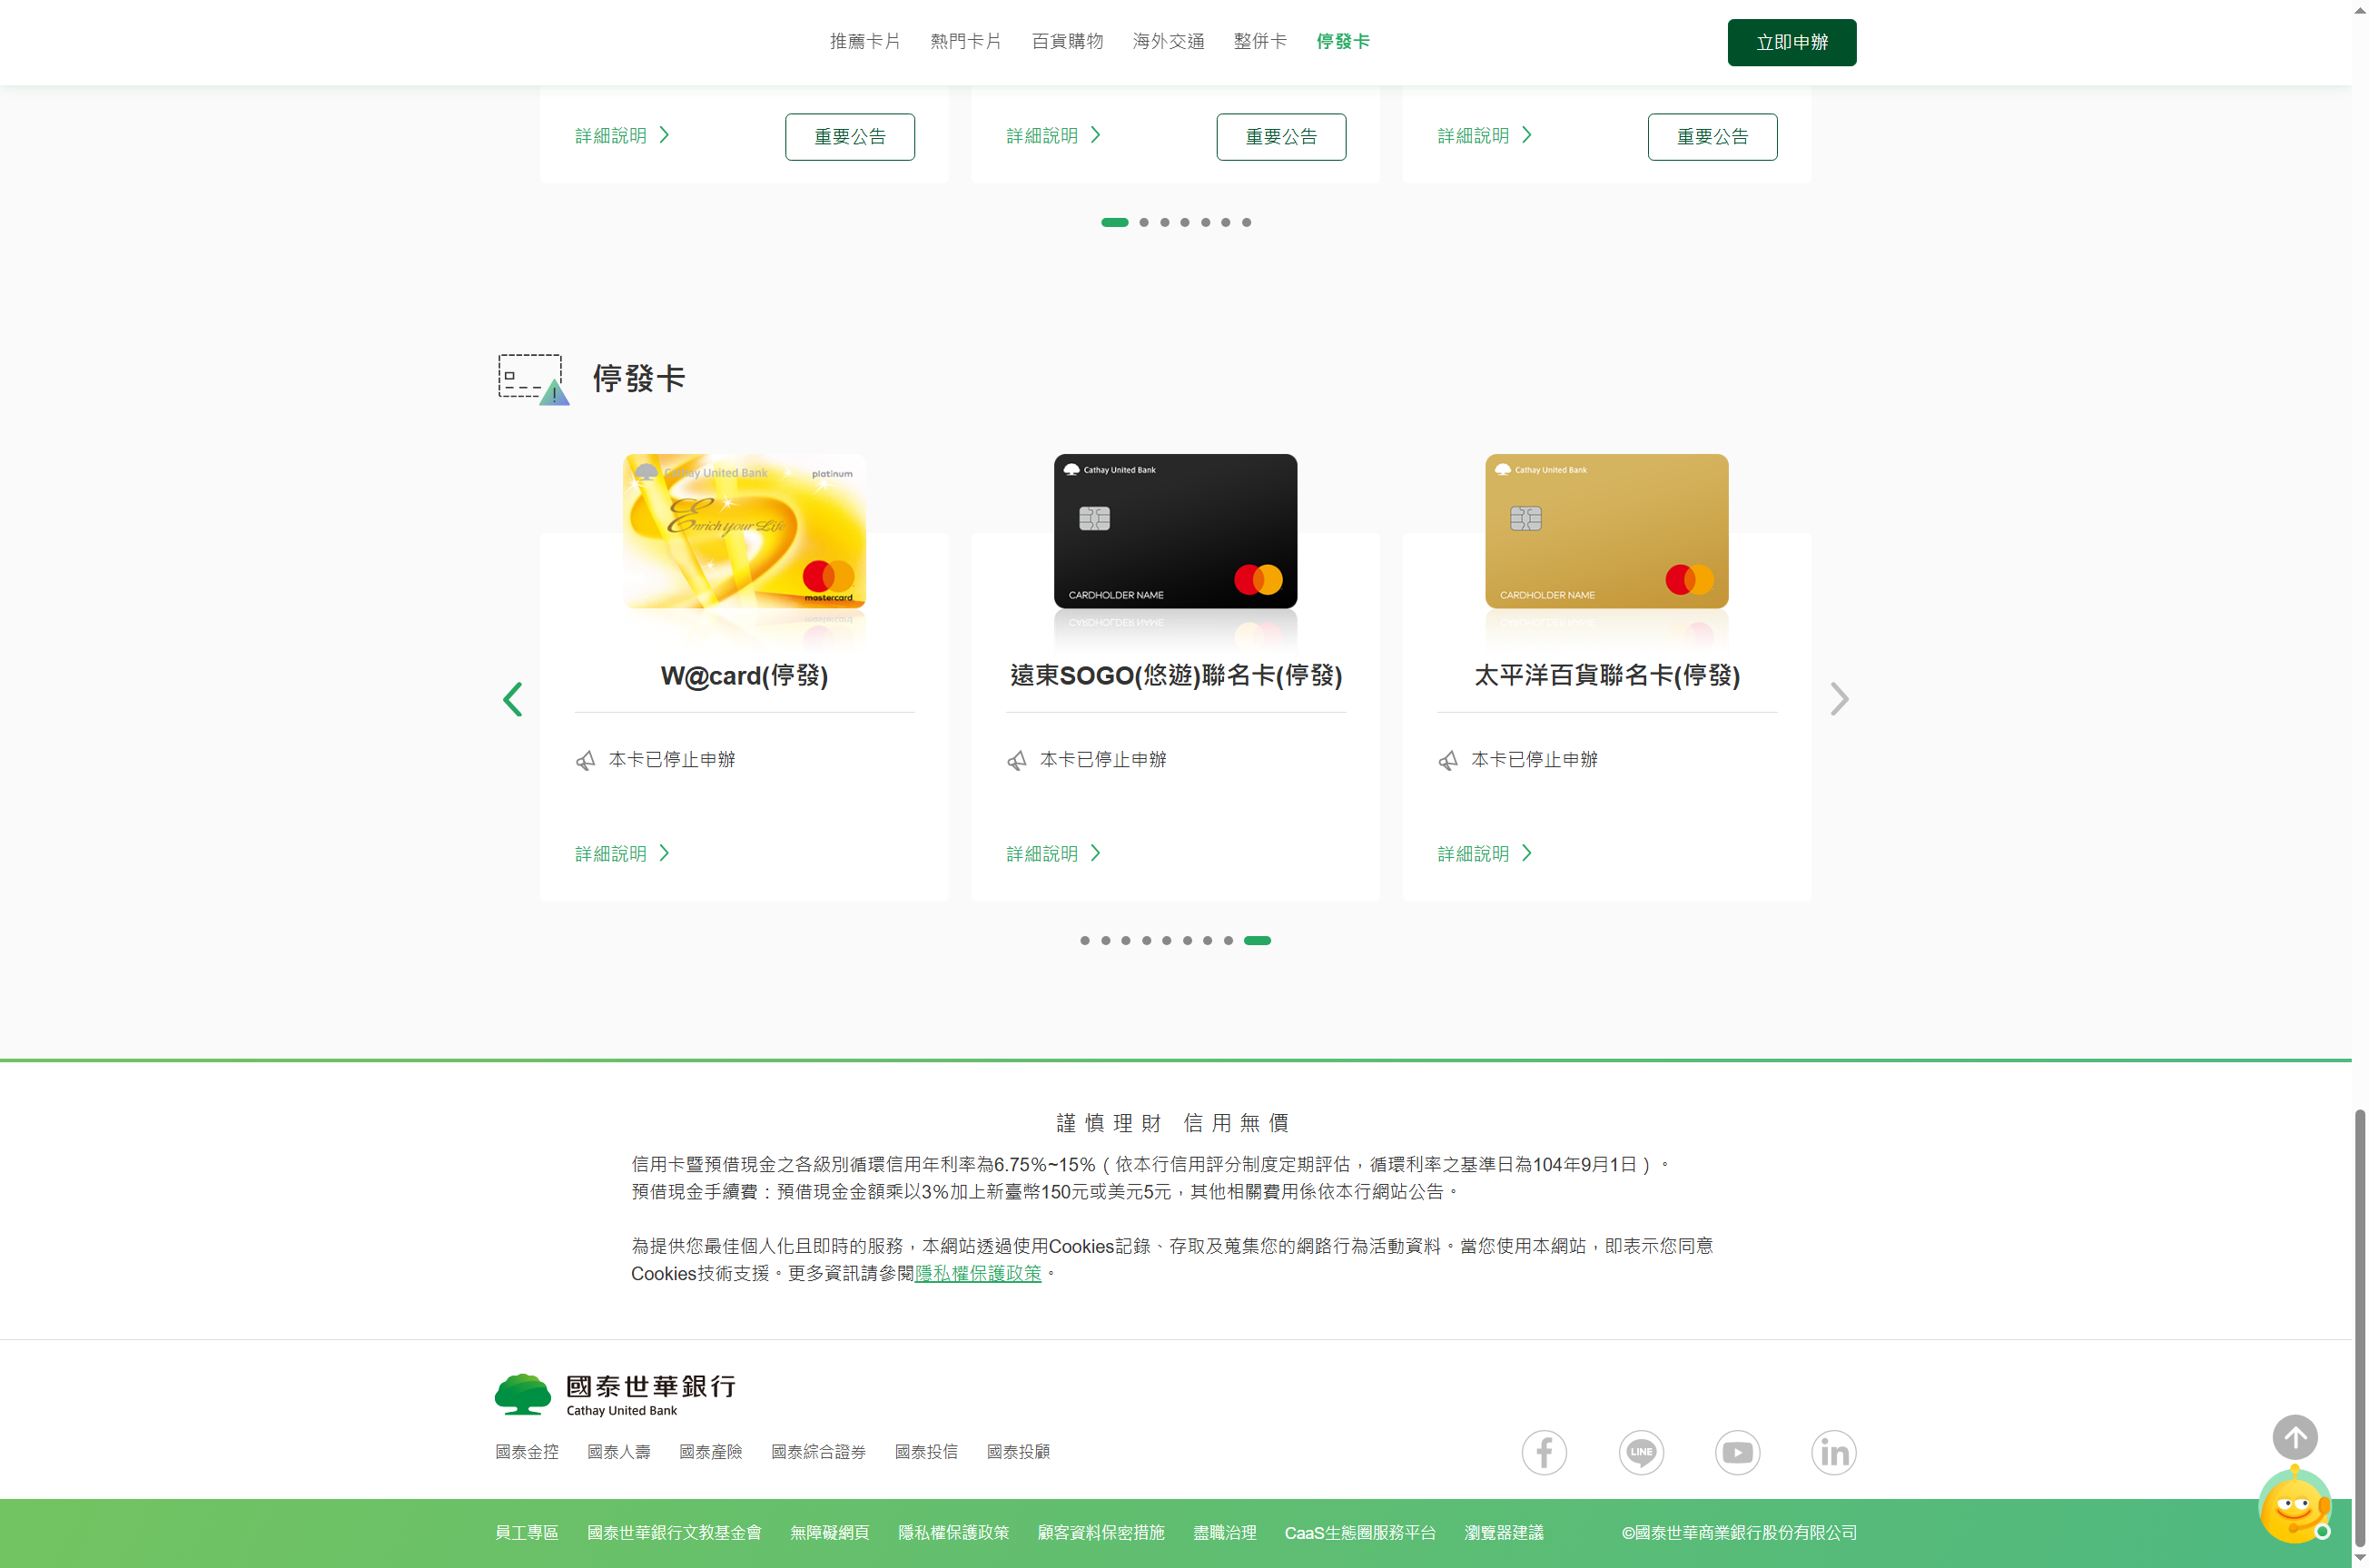 推薦卡片 熱門卡片 百貨購物 海外交通 整併卡 停發卡 立即申辦
詳細說明 重要公告 詳細說明 重要公告 詳細說明 重要公告
停發卡
Cathay United Bank platinum
Enrich your Life
mastercard
Cathay United Bank
CARDHOLDER NAME
Cathay United Bank
CARDHOLDER NAME
W@card(停發) 遠東SOGO(悠遊)聯名卡(停發) 太平洋百貨聯名卡(停發)
本卡已停止申辦 本卡已停止申辦 本卡已停止申辦
詳細說明 詳細說明 詳細說明
謹慎理財 信用無價
信用卡暨預借現金之各級別循環信用年利率為6.75%~15%（依本行信用評分制度定期評估，循環利率之基準日為104年9月1日）。
預借現金手續費：預借現金金額乘以3%加上新臺幣150元或美元5元，其他相關費用係依本行網站公告。
為提供您最佳個人化且即時的服務，本網站透過使用Cookies記錄、存取及蒐集您的網路行為活動資料。當您使用本網站，即表示您同意
Cookies技術支援。更多資訊請參閱隱私權保護政策。
國泰世華銀行
Cathay United Bank
國泰金控 國泰人壽 國泰產險 國泰綜合證券 國泰投信 國泰投顧
LINE
員工專區 國泰世華銀行文教基金會 無障礙網頁 隱私權保護政策 顧客資料保密措施 盡職治理 CaaS生態圈服務平台 瀏覽器建議 ©國泰世華商業銀行股份有限公司